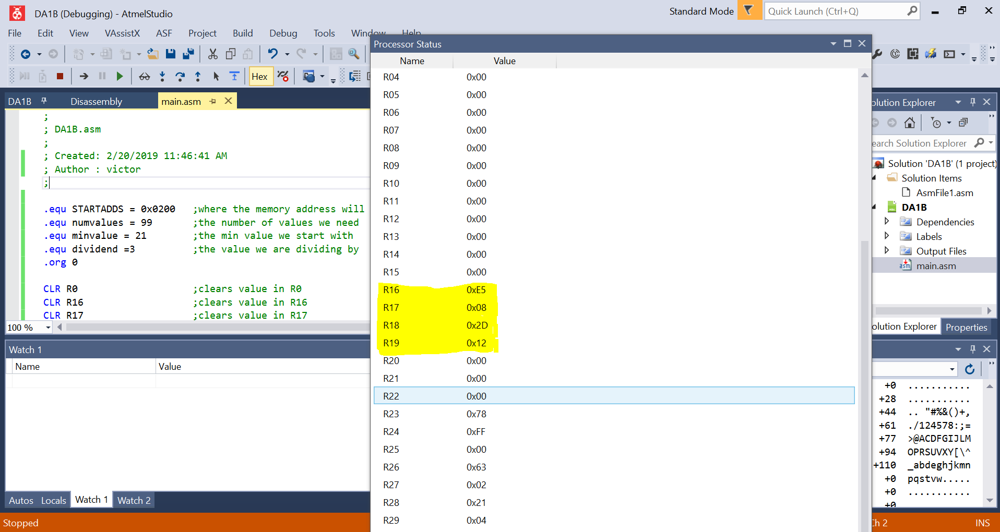 DA1B (Debugging) - AtmelStudio
Standard Mode
Quick Launch (Ctrl+Q)
File Edit View VAssistX ASF Project Build Debug Tools Window Help
Hex
DA1B Disassembly main.asm
;
; DA1B.asm
;
; Created: 2/20/2019 11:46:41 AM
; Author : victor
;
.equ STARTADDS = 0x0200 ;where the memory address will
.equ numvalues = 99 ;the number of values we need
.equ minvalue = 21 ;the min value we start with
.equ dividend =3 ;the value we are dividing by
.org 0
CLR R0 ;clears value in R0
CLR R16 ;clears value in R16
CLR R17 ;clears value in R17
100 %
Watch 1
Name Value
Autos Locals Watch 1 Watch 2
Stopped
Processor Status
Name Value
R04 0x00
R05 0x00
R06 0x00
R07 0x00
R08 0x00
R09 0x00
R10 0x00
R11 0x00
R12 0x00
R13 0x00
R14 0x00
R15 0x00
R16 0xE5
R17 0x08
R18 0x2D
R19 0x12
R20 0x00
R21 0x00
R22 0x00
R23 0x78
R24 0xFF
R25 0x00
R26 0x63
R27 0x02
R28 0x21
R29 0x04
olution Explorer
earch Solution Explorer
Solution 'DA1B' (1 project)
Solution Items
AsmFile1.asm
DA1B
Dependencies
Labels
Output Files
main.asm
olution Explorer Properties
+0 ...........
+28 ...........
+44 .. "#%&()+,
+61 ./124578:;=
+77 >@ACDFGIJLM
+94 OPRSUVXY[\^
+110 _abdeghjkmn
+0 pqstvw.....
+0 ...........
+0
Ch 2 INS